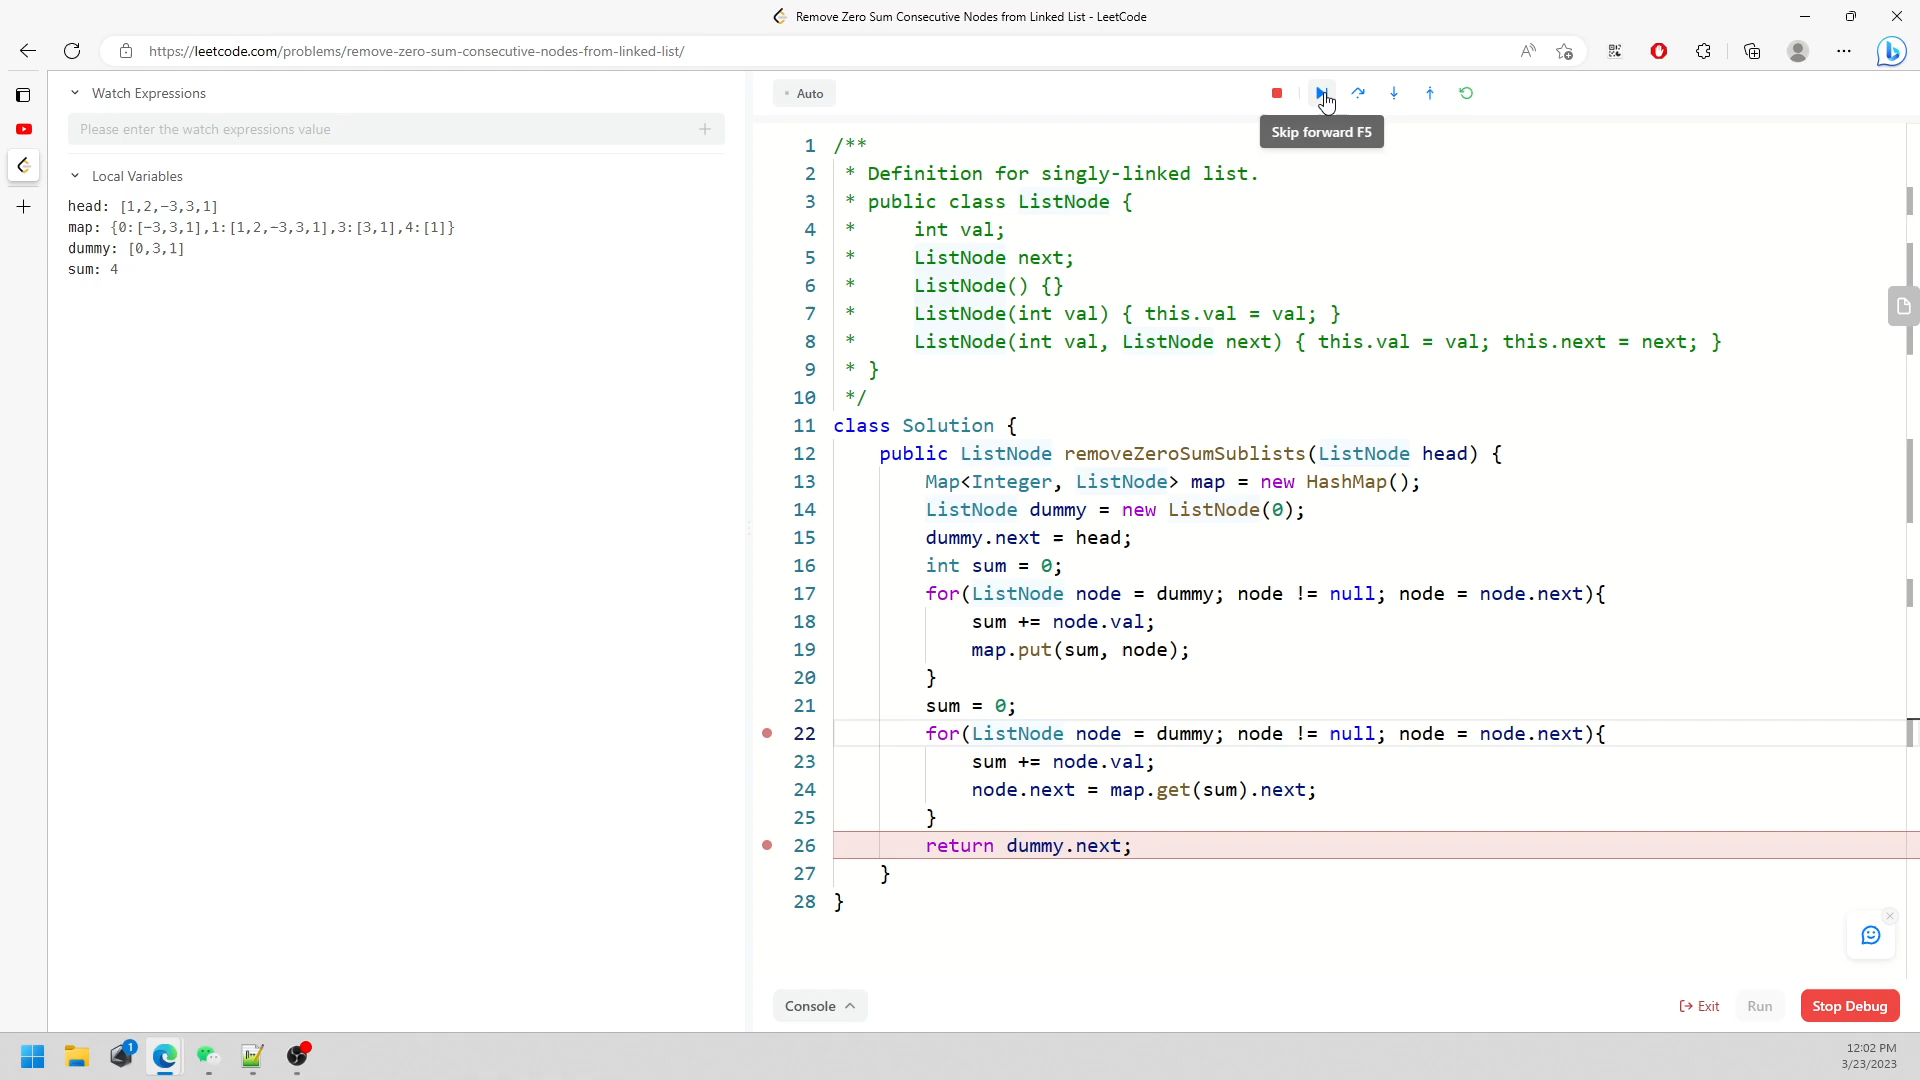 Remove Zero Sum Consecutive Nodes from Linked List - LeetCode
https://leetcode.com/problems/remove-zero-sum-consecutive-nodes-from-linked-list/
Watch Expressions
Please enter the watch expressions value
Local Variables
head: [1,2,-3,3,1]
map: {0:[-3,3,1],1:[1,2,-3,3,1],3:[3,1],4:[1]}
dummy: [0,3,1]
sum: 4
Auto
Skip forward F5
1 /**
2 * Definition for singly-linked list.
3 * public class ListNode {
4 *     int val;
5 *     ListNode next;
6 *     ListNode() {}
7 *     ListNode(int val) { this.val = val; }
8 *     ListNode(int val, ListNode next) { this.val = val; this.next = next; }
9 * }
10 */
11 class Solution {
12     public ListNode removeZeroSumSublists(ListNode head) {
13         Map<Integer, ListNode> map = new HashMap();
14         ListNode dummy = new ListNode(0);
15         dummy.next = head;
16         int sum = 0;
17         for(ListNode node = dummy; node != null; node = node.next){
18             sum += node.val;
19             map.put(sum, node);
20         }
21         sum = 0;
22         for(ListNode node = dummy; node != null; node = node.next){
23             sum += node.val;
24             node.next = map.get(sum).next;
25         }
26         return dummy.next;
27     }
28 }
Console
Exit
Run
Stop Debug
1
12:02 PM
3/23/2023